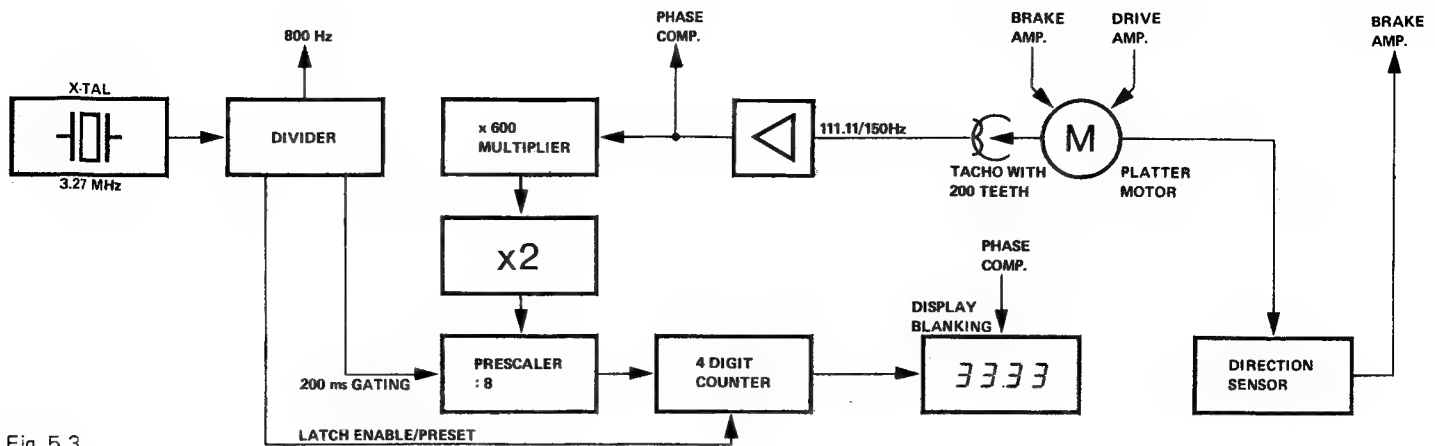 PHASE
COMP.
BRAKE
AMP.
DRIVE
AMP.
BRAKE
AMP.
800 Hz
X-TAL
DIVIDER
x 600
MULTIPLIER
111.11/150Hz
M
3.27 MHz
TACHO WITH
200 TEETH
PLATTER
MOTOR
x2
PHASE
COMP.
DISPLAY
BLANKING
200 ms GATING
PRESCALER
: 8
4 DIGIT
COUNTER
33.33
DIRECTION
SENSOR
LATCH ENABLE/PRESET
Fig. 5.3